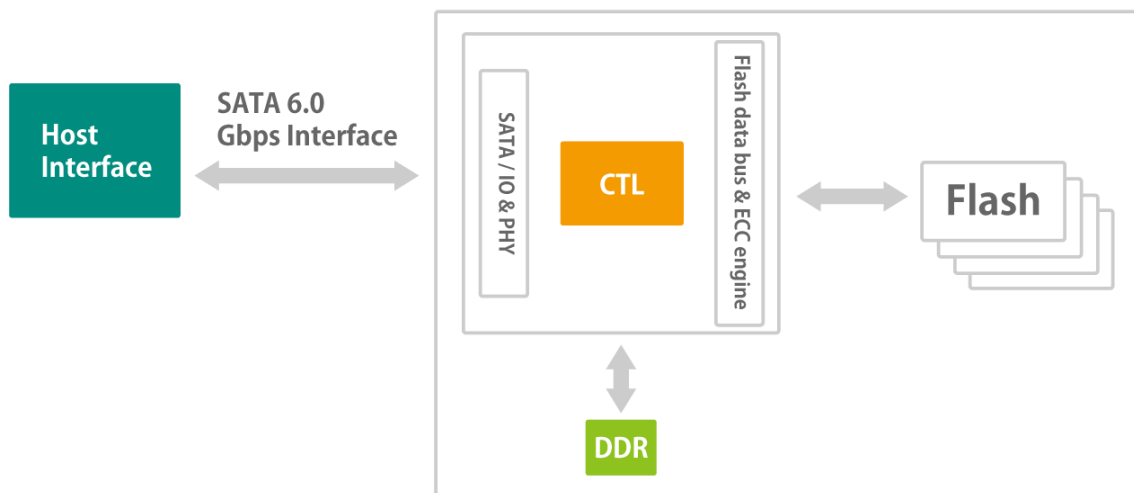 Host
Interface
SATA 6.0
Gbps Interface
SATA / IO & PHY
CTL
Flash data bus & ECC engine
Flash
DDR